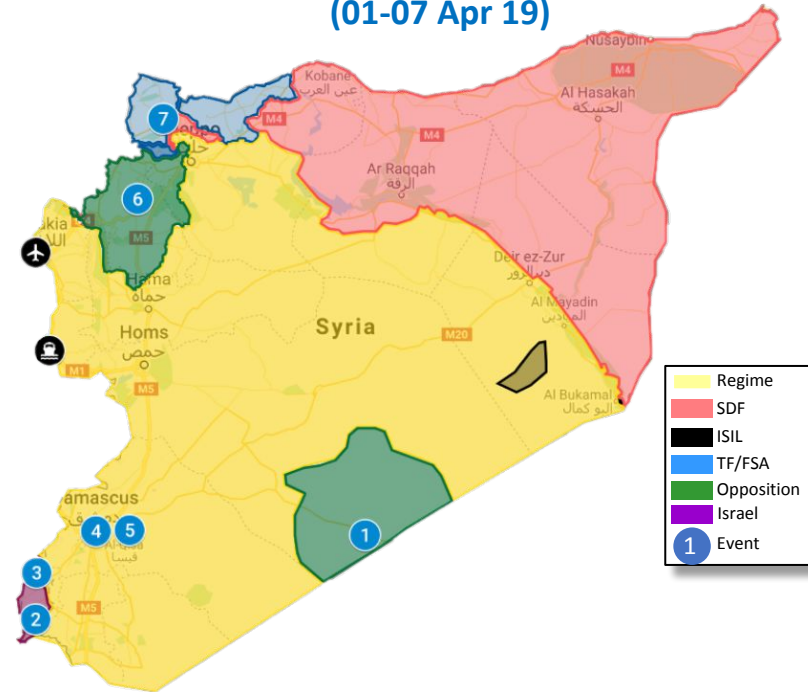 (01-07 Apr 19)
Nusaybin
M4
Kobane
عين العرب
Al Hasakah
الحسكة
7
M4
M4
حلب
Ar Raqqah
الرقة
6
M5
Deir ez-Zur
دير الزور
Hama
حماة
Al Mayadin
الميادين
Homs
حمص
Syria
M20
M1
M5
Al Bukamal
البو كمال
amascus
4
5
1
3
2
M5
Regime
SDF
ISIL
TF/FSA
Opposition
Israel
1 Event